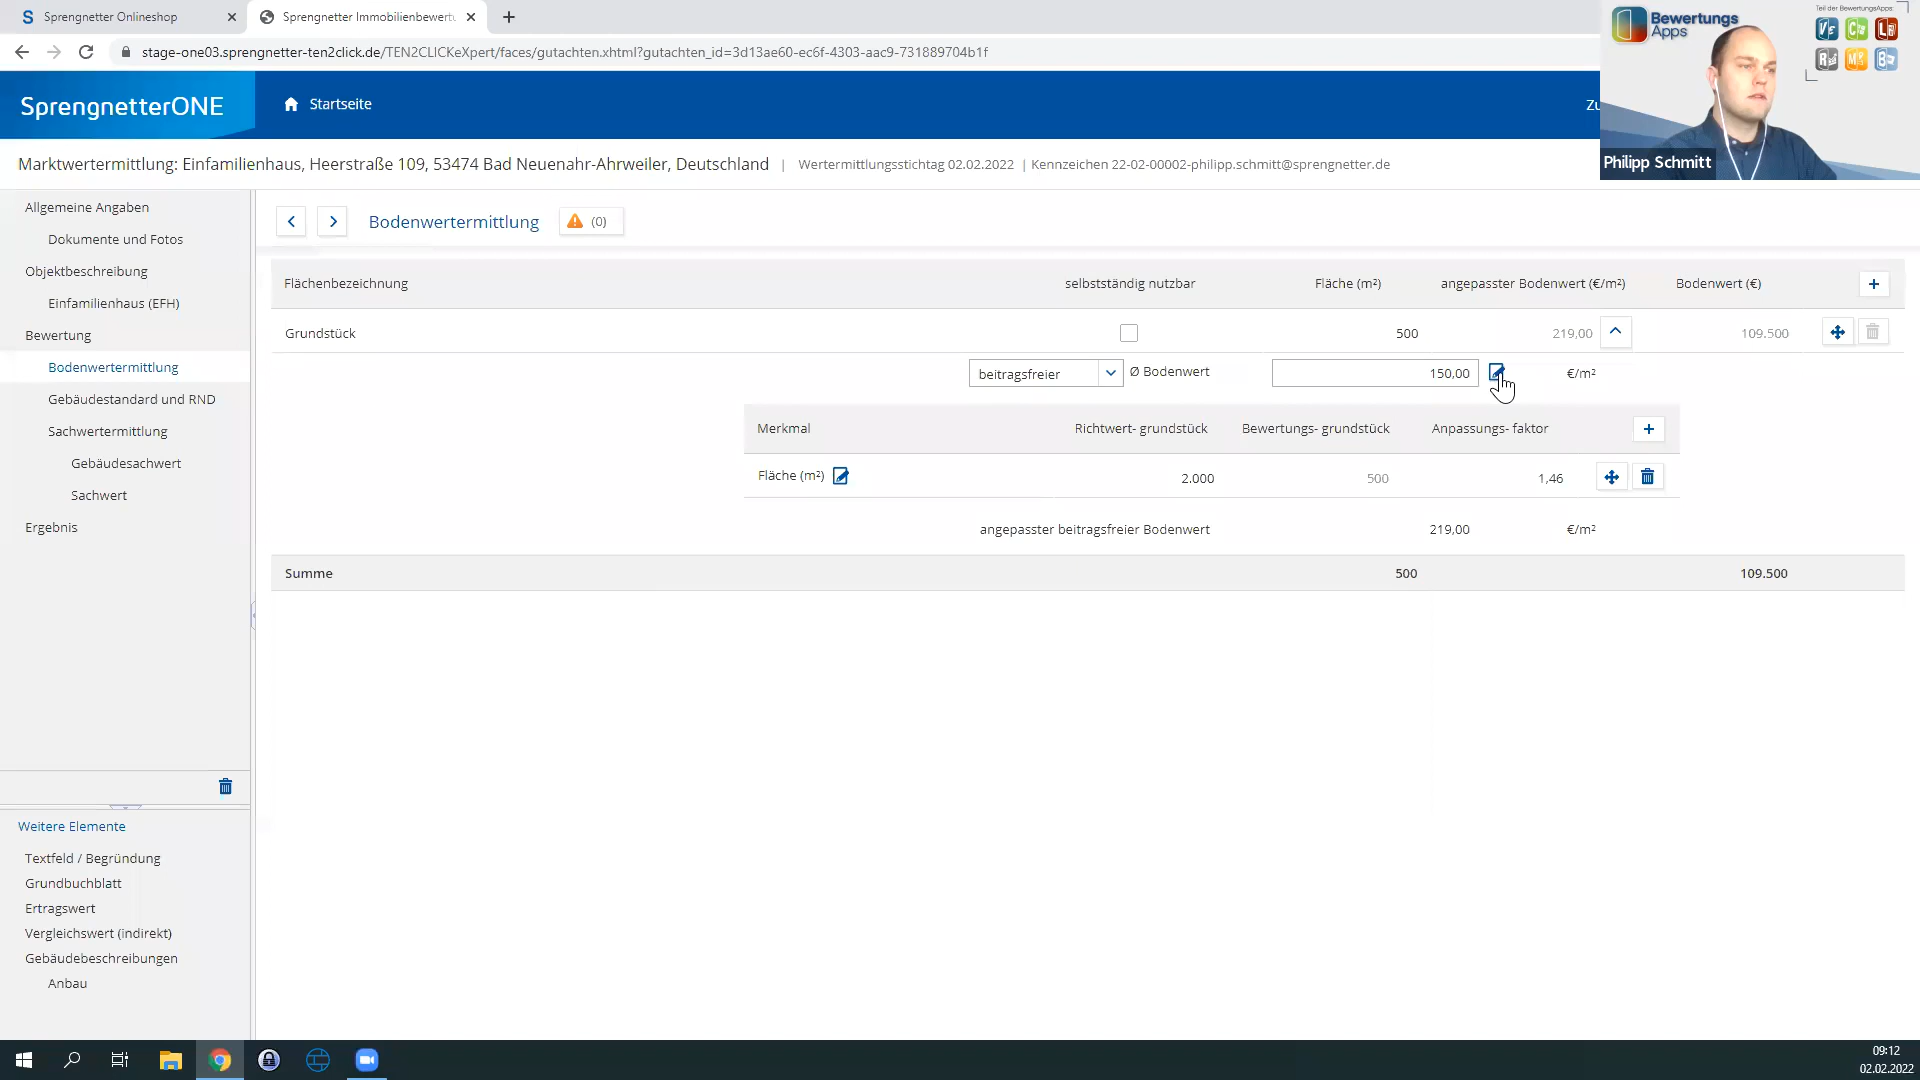 Sprengnetter Onlineshop
Sprengnetter Immobilienbewertu
stage-one03.sprengnetter-ten2click.de/TEN2CLICKeXpert/faces/gutachten.xhtml?gutachten_id=3d13ae60-ec6f-4303-aac9-731889704b1f
SprengnetterONE
Startseite
Zu
Bewertungs
Apps
Teil der BewertungsApps:
Philipp Schmitt
Marktwertermittlung: Einfamilienhaus, Heerstraße 109, 53474 Bad Neuenahr-Ahrweiler, Deutschland | Wertermittlungsstichtag 02.02.2022 | Kennzeichen 22-02-00002-philipp.schmitt@sprengnetter.de
Allgemeine Angaben
Dokumente und Fotos
Objektbeschreibung
Einfamilienhaus (EFH)
Bewertung
Bodenwertermittlung
Gebäudestandard und RND
Sachwertermittlung
Gebäudesachwert
Sachwert
Ergebnis
Weitere Elemente
Textfeld / Begründung
Grundbuchblatt
Ertragswert
Vergleichswert (indirekt)
Gebäudebeschreibungen
Anbau
Bodenwertermittlung (0)
Flächenbezeichnung selbstständig nutzbar Fläche (m²) angepasster Bodenwert (€/m²) Bodenwert (€)
Grundstück 500 219,00 109.500
beitragsfreier Ø Bodenwert 150,00 €/m²
Merkmal Richtwert- grundstück Bewertungs- grundstück Anpassungs- faktor
Fläche (m²) 2.000 500 1,46
angepasster beitragsfreier Bodenwert 219,00 €/m²
Summe 500 109.500
09:12
02.02.2022